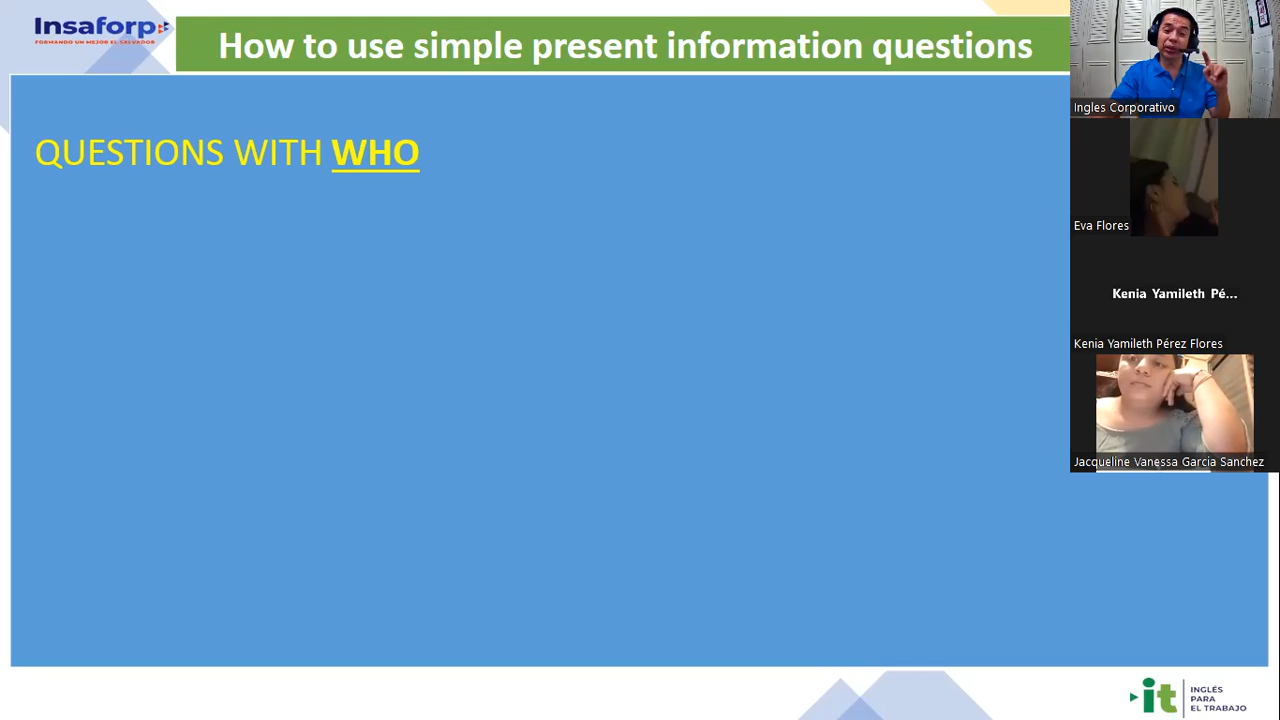 Insaforp
FORMANDO UN MEJOR EL SALVADOR
How to use simple present information questions
QUESTIONS WITH WHO
Ingles Corporativo
Eva Flores
Kenia Yamileth Pé...
Kenia Yamileth Pérez Flores
Jacqueline Vanessa Garcia Sanchez
it
INGLÉS
PARA
EL TRABAJO